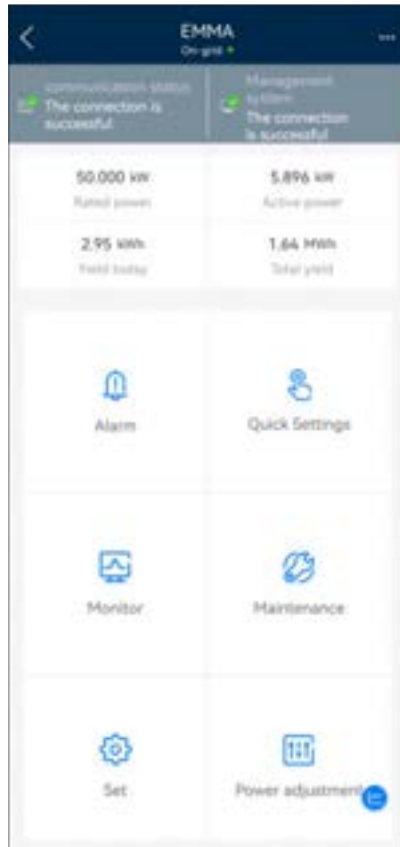 EMMA
On-grid
communication status
The connection is
successful
Management
system
The connection
is successful
50.000 kW
5.896 kW
Rated power
Active power
2.95 kWh
1.64 MWh
Yield today
Total yield
Alarm
Quick Settings
Monitor
Maintenance
Set
Power adjustment